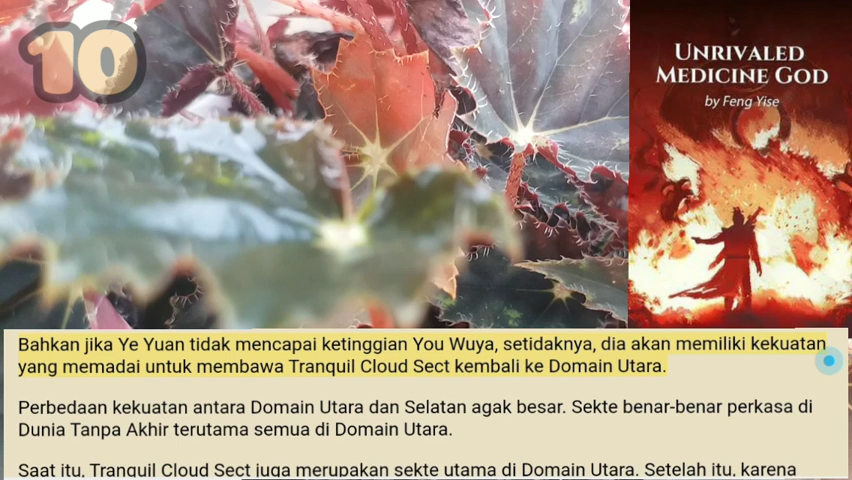 10
UNRIVALED
MEDICINE GOD
by Feng Yise
Bahkan jika Ye Yuan tidak mencapai ketinggian You Wuya, setidaknya, dia akan memiliki kekuatan
yang memadai untuk membawa Tranquil Cloud Sect kembali ke Domain Utara.
Perbedaan kekuatan antara Domain Utara dan Selatan agak besar. Sekte benar-benar perkasa di
Dunia Tanpa Akhir terutama semua di Domain Utara.
Saat itu, Tranquil Cloud Sect juga merupakan sekte utama di Domain Utara. Setelah itu, karena